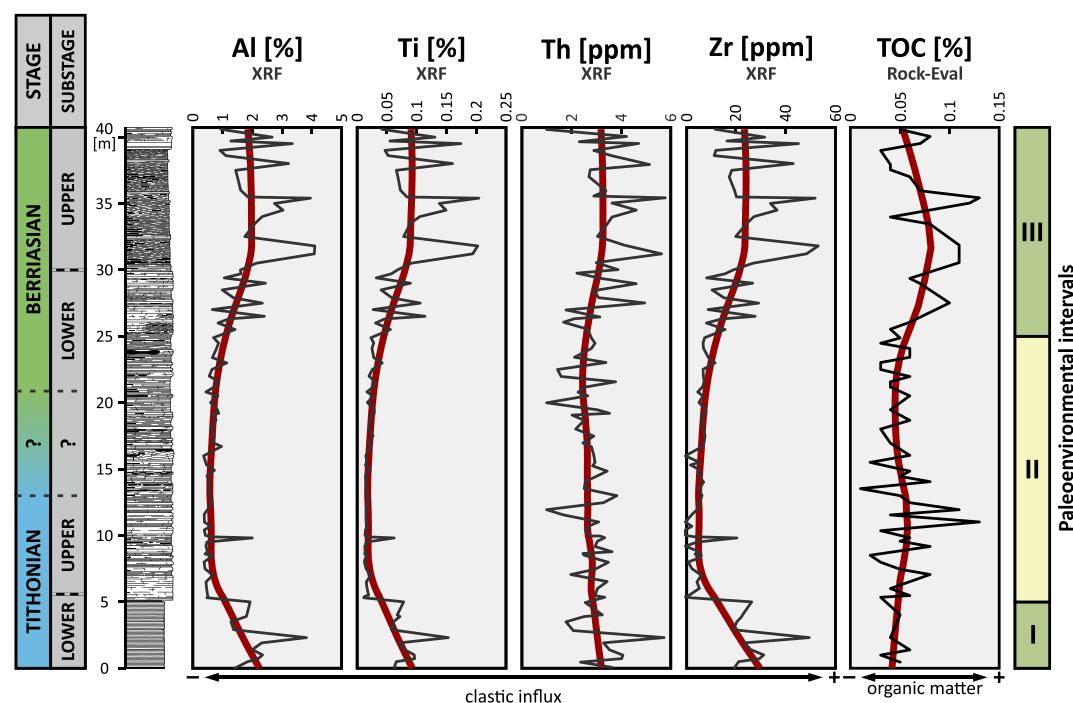 STAGE
SUBSTAGE
Al [%]
XRF
Ti [%]
XRF
Th [ppm]
XRF
Zr [ppm]
XRF
TOC [%]
Rock-Eval
0 1 2 3 4 5
0 0.05 0.1 0.15 0.2 0.25
0 2 4 6
0 20 40 60
0 0.05 0.1 0.15
40
[m]
35
30
25
20
15
10
5
0
BERRIASIAN
?
TITHONIAN
UPPER
LOWER
?
UPPER
LOWER
III
II
I
Paleoenvironmental intervals
− clastic influx +
− organic matter +